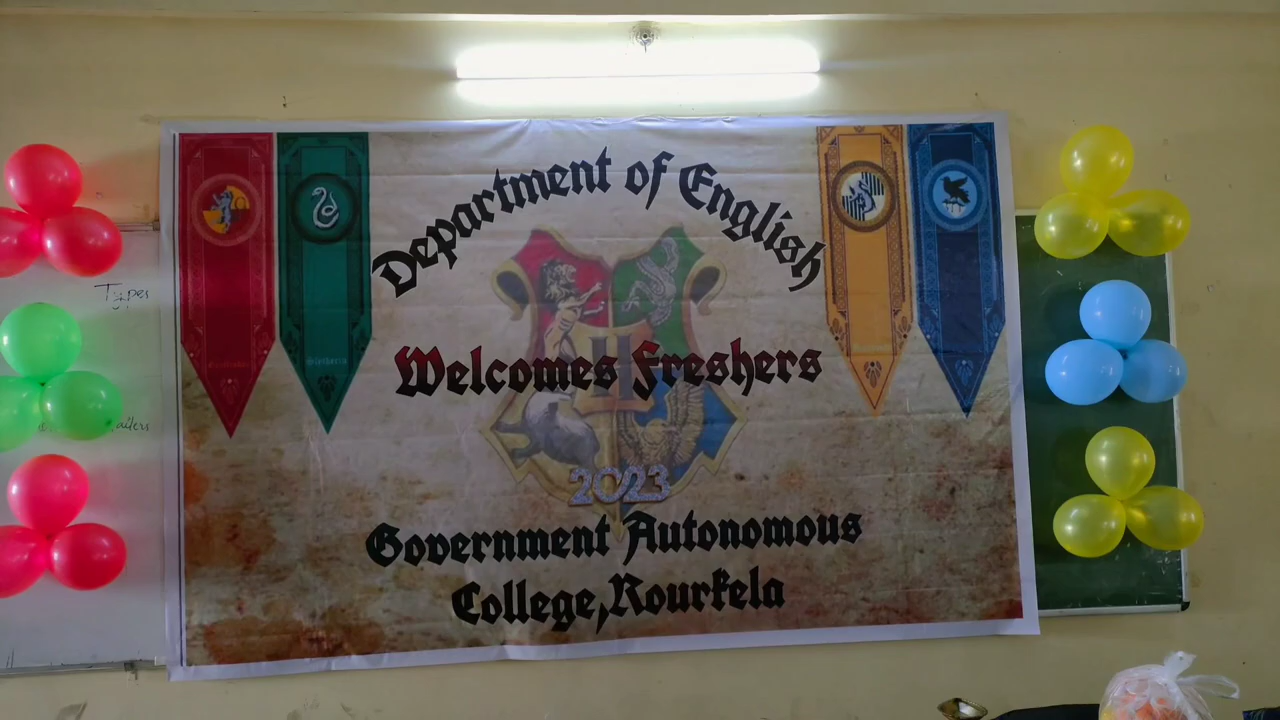 Department of English
Welcomes Freshers
2023
Government Autonomous
College,Rourkela
Types
H